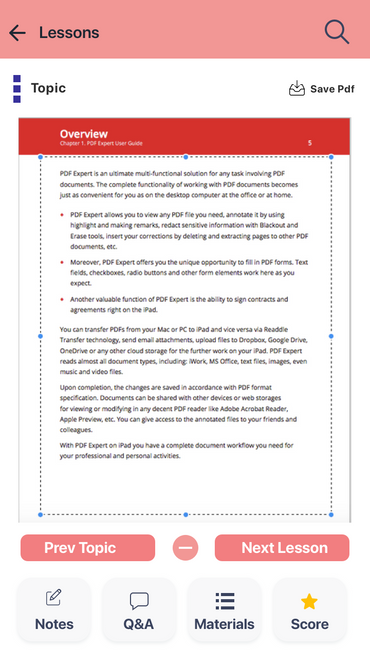 Lessons
Topic
Save Pdf
Overview
Chapter 1. PDF Expert User Guide
5
PDF Expert is an ultimate multi-functional solution for any task involving PDF
documents. The complete functionality of working with PDF documents becomes
just as convenient for you as on the desktop computer at the office or at home.
PDF Expert allows you to view any PDF file you need, annotate it by using
highlight and making remarks, redact sensitive information with Blackout and
Erase tools, insert your corrections by deleting and extracting pages to other PDF
documents, etc.
Moreover, PDF Expert offers you the unique opportunity to fill in PDF forms. Text
fields, checkboxes, radio buttons and other form elements work here as you
expect.
Another valuable function of PDF Expert is the ability to sign contracts and
agreements right on the iPad.
You can transfer PDFs from your Mac or PC to iPad and vice versa via Readdle
Transfer technology, send email attachments, upload files to Dropbox, Google Drive,
OneDrive or any other cloud storage for the further work on your iPad. PDF Expert
reads almost all document types, including: iWork, MS Office, text files, images, even
music and video files.
Upon completion, the changes are saved in accordance with PDF format
specification. Documents can be shared with other devices or web storages
for viewing or modifying in any decent PDF reader like Adobe Acrobat Reader,
Apple Preview, etc. You can give access to the annotated files to your friends and
colleagues.
With PDF Expert on iPad you have a complete document workflow you need for
your professional and personal activities.
Prev Topic
Next Lesson
Notes
Q&A
Materials
Score